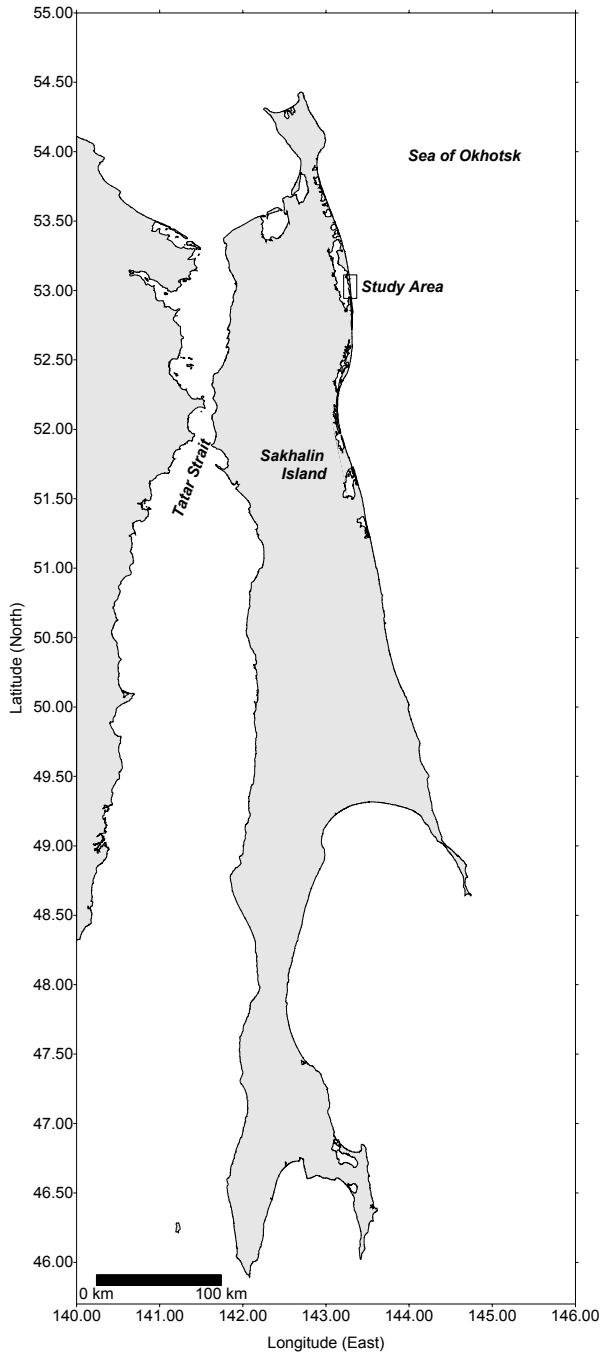 55.00
54.50
54.00
Sea of Okhotsk
53.50
53.00
Study Area
52.50
52.00
Tatar Strait
Sakhalin
Island
51.50
51.00
50.50
Latitude (North)
50.00
49.50
49.00
48.50
48.00
47.50
47.00
46.50
46.00
0 km 100 km
140.00 141.00 142.00 143.00 144.00 145.00 146.00
Longitude (East)